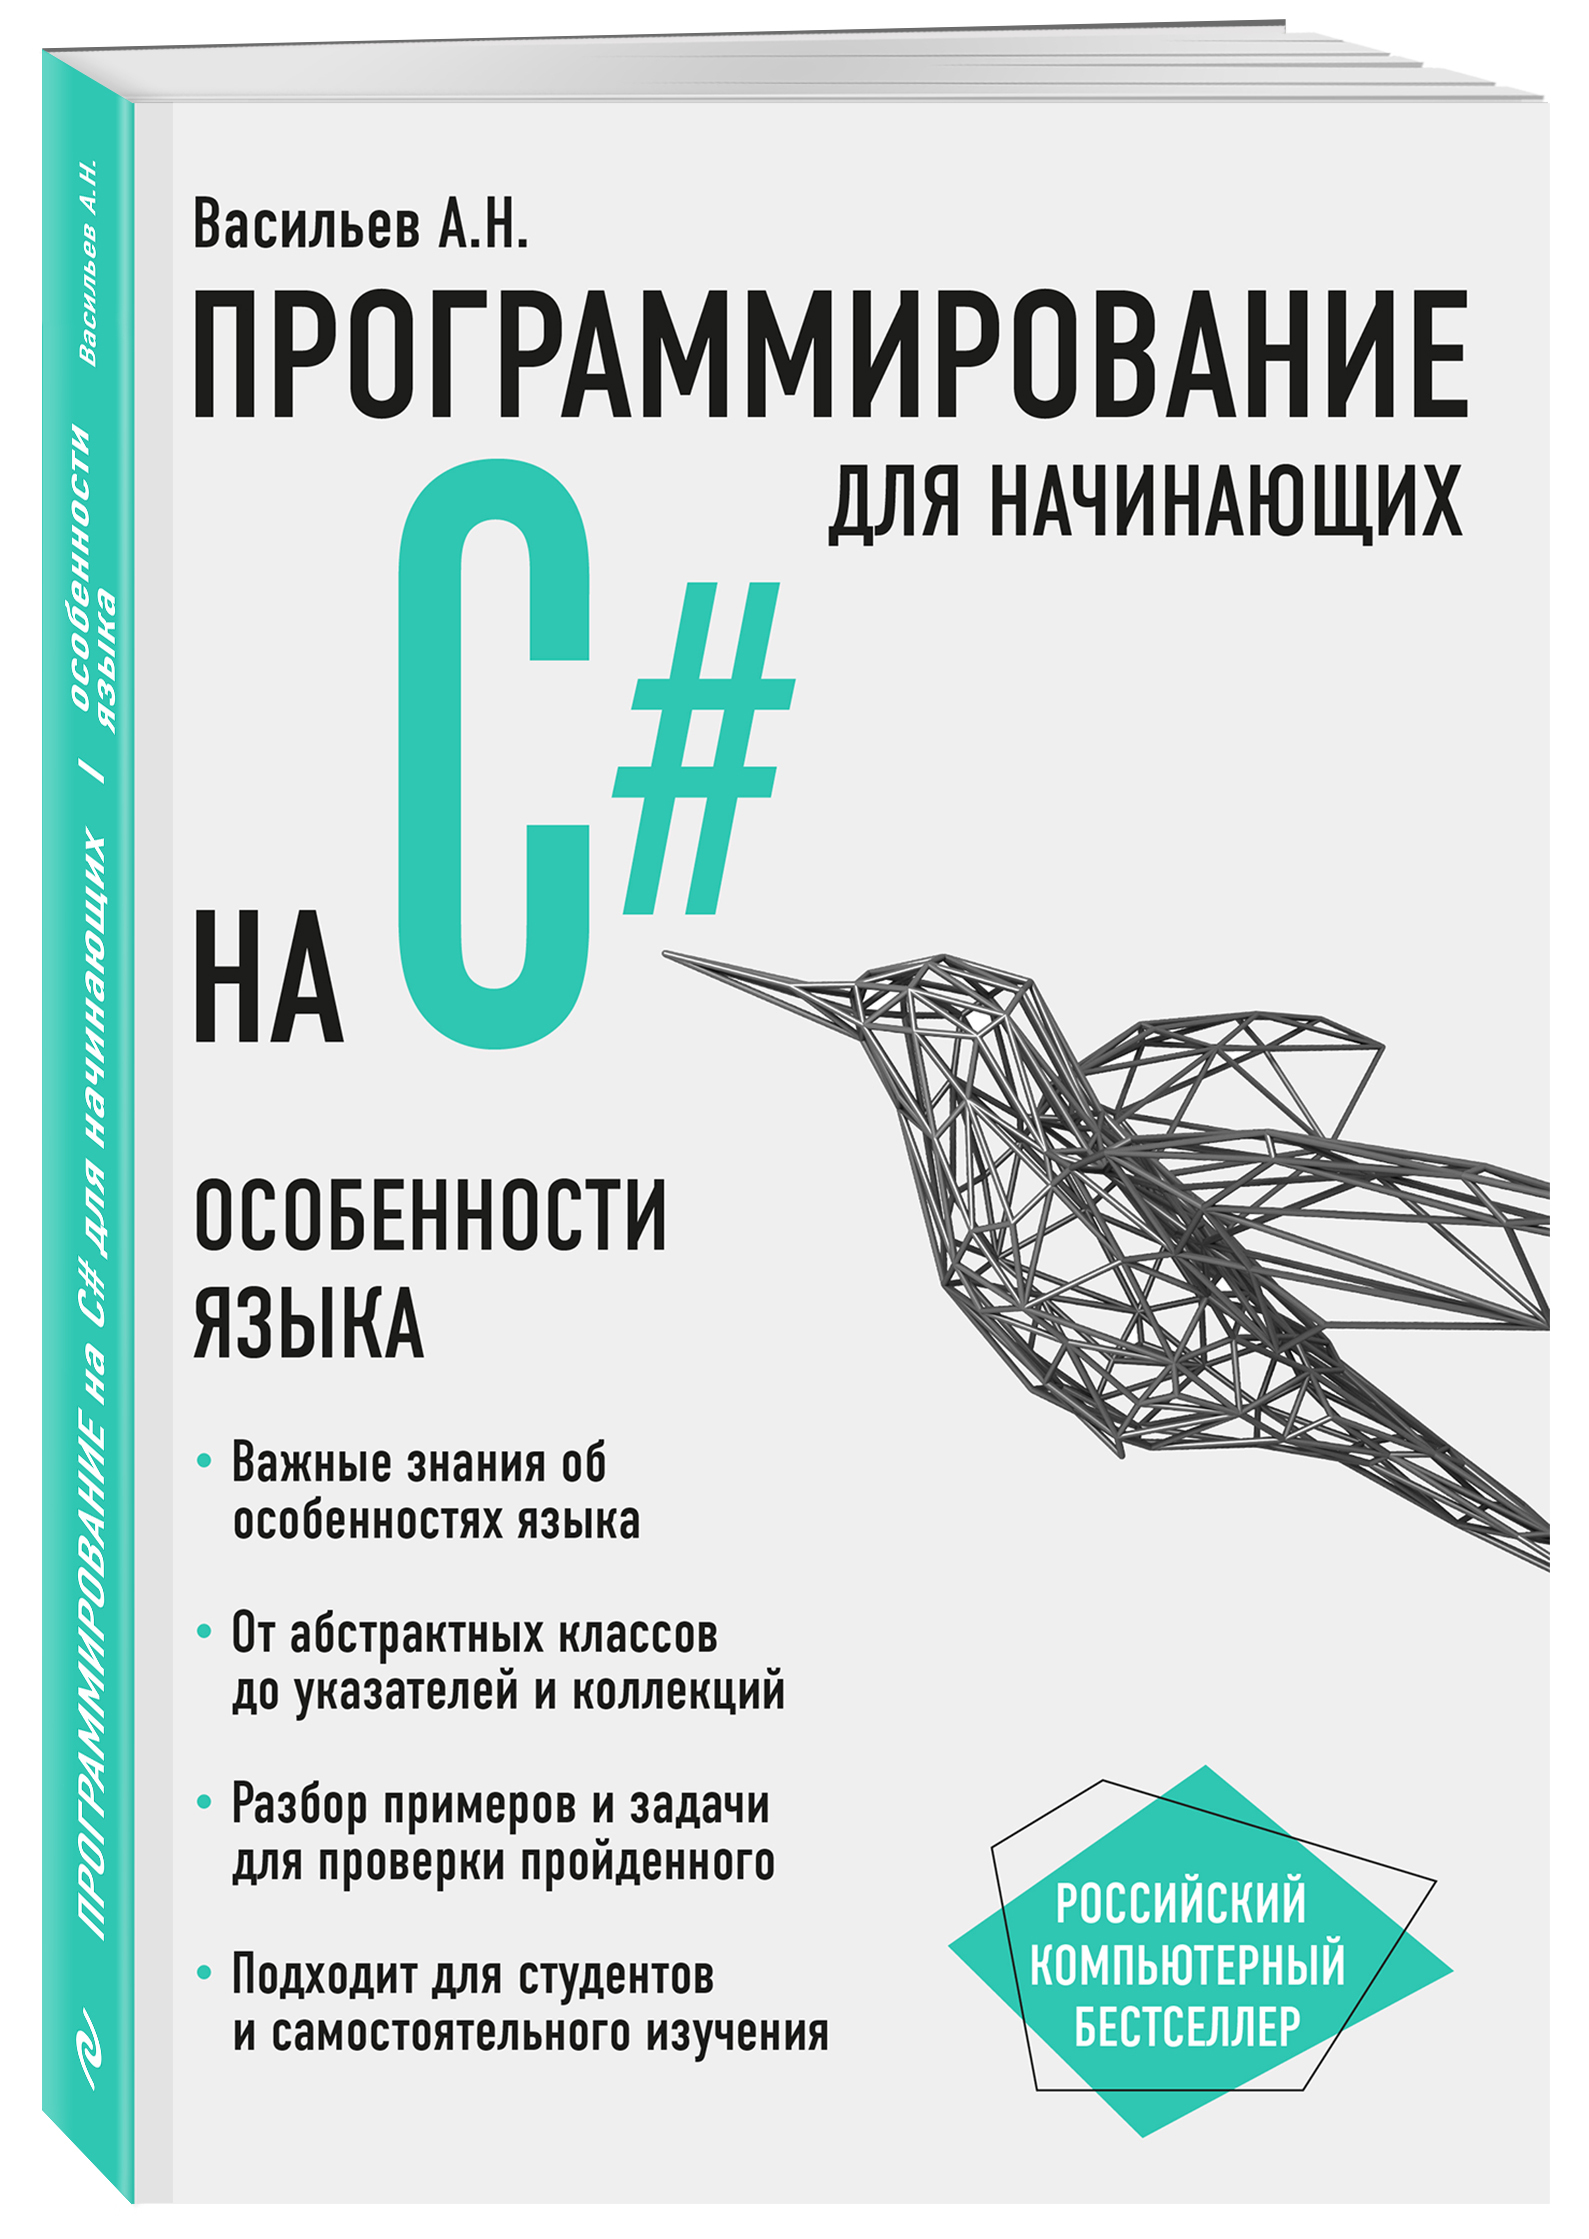 Васильев А.Н.
ПРОГРАММИРОВАНИЕ
ДЛЯ НАЧИНАЮЩИХ
НА C#
ОСОБЕННОСТИ
ЯЗЫКА
• Важные знания об
особенностях языка
• От абстрактных классов
до указателей и коллекций
• Разбор примеров и задачи
для проверки пройденного
• Подходит для студентов
и самостоятельного изучения
РОССИЙСКИЙ
КОМПЬЮТЕРНЫЙ
БЕСТСЕЛЛЕР
ПРОГРАММИРОВАНИЕ на C# для начинающих | особенности
языка
Васильев А.Н.